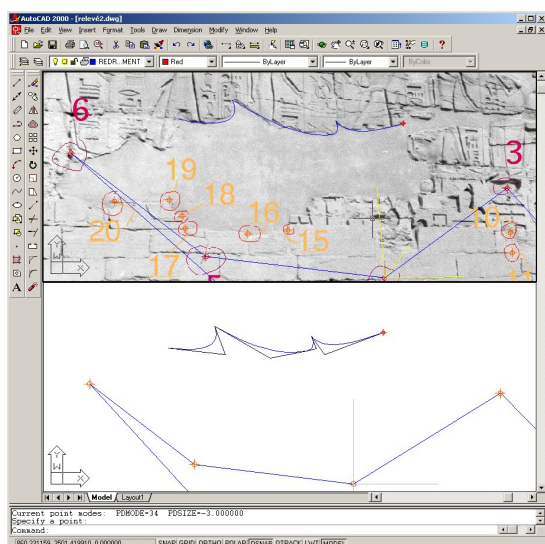 AutoCAD 2000 - [relevé2.dwg]
File Edit View Insert Format Tools Draw Dimension Modify Window Help
REDR...MENT Red ByLayer ByLayer ByColor
6
3
19
18
16
10
20
17
15
Y
W
X
Y
W
X
Model Layout1
Current point modes: PDMODE=34 PDSIZE=-3.000000
Specify a point:
Command:
SNAP GRID ORTHO POLAR OSNAP OTRACK LWT MODEL